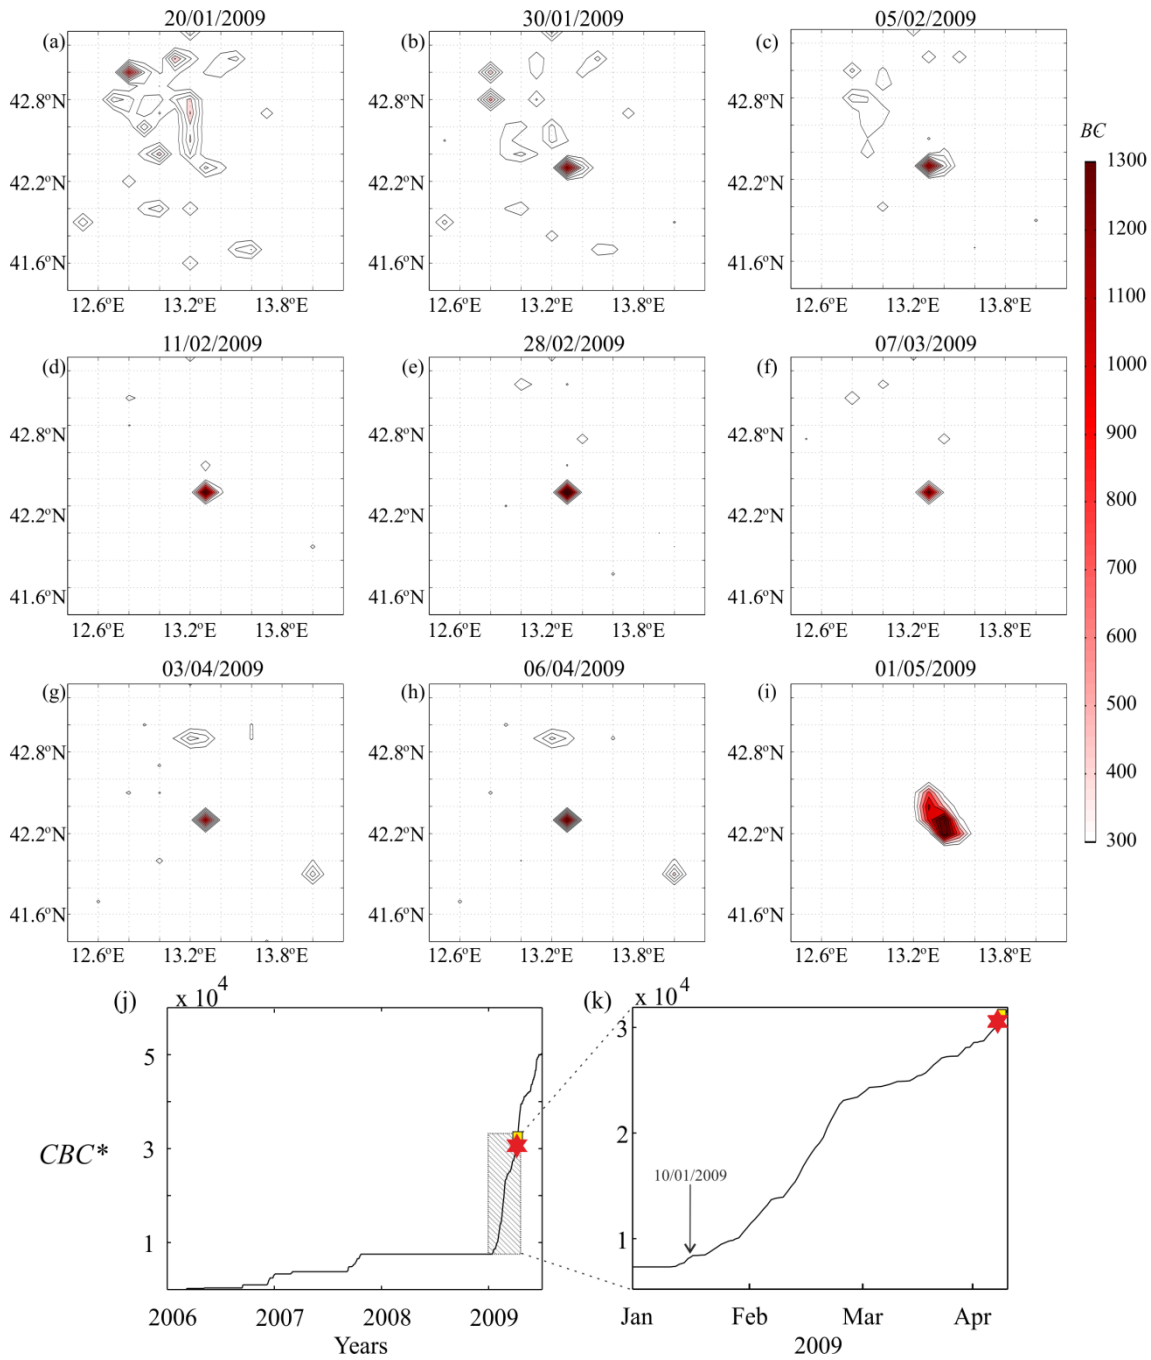 20/01/2009 30/01/2009 05/02/2009
(a) (b) (c)
42.8ºN 42.8ºN 42.8ºN
42.2ºN 42.2ºN 42.2ºN
41.6ºN 41.6ºN 41.6ºN
12.6ºE 13.2ºE 13.8ºE 12.6ºE 13.2ºE 13.8ºE 12.6ºE 13.2ºE 13.8ºE
11/02/2009 28/02/2009 07/03/2009
(d) (e) (f)
42.8ºN 42.8ºN 42.8ºN
42.2ºN 42.2ºN 42.2ºN
41.6ºN 41.6ºN 41.6ºN
12.6ºE 13.2ºE 13.8ºE 12.6ºE 13.2ºE 13.8ºE 12.6ºE 13.2ºE 13.8ºE
03/04/2009 06/04/2009 01/05/2009
(g) (h) (i)
42.8ºN 42.8ºN 42.8ºN
42.2ºN 42.2ºN 42.2ºN
41.6ºN 41.6ºN 41.6ºN
12.6ºE 13.2ºE 13.8ºE 12.6ºE 13.2ºE 13.8ºE 12.6ºE 13.2ºE 13.8ºE
BC
1300
1200
1100
1000
900
800
700
600
500
400
300
(j) x 10⁴
5
3
1
CBC*
2006 2007 2008 2009
Years
(k) x 10⁴
3
2
1
10/01/2009
Jan Feb Mar Apr
2009